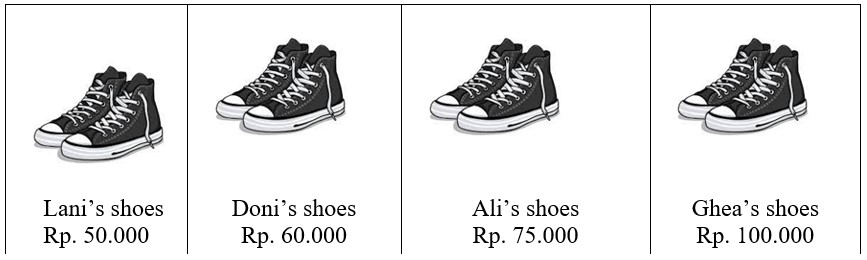 Lani’s shoes
Rp. 50.000
Doni’s shoes
Rp. 60.000
Ali’s shoes
Rp. 75.000
Ghea’s shoes
Rp. 100.000